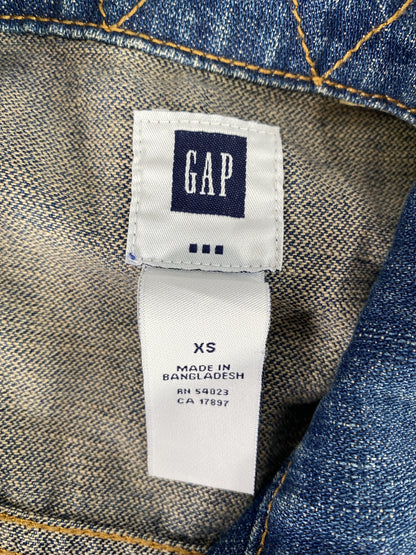 GAP
XS
MADE IN
BANGLADESH
RN 54023
CA 17897